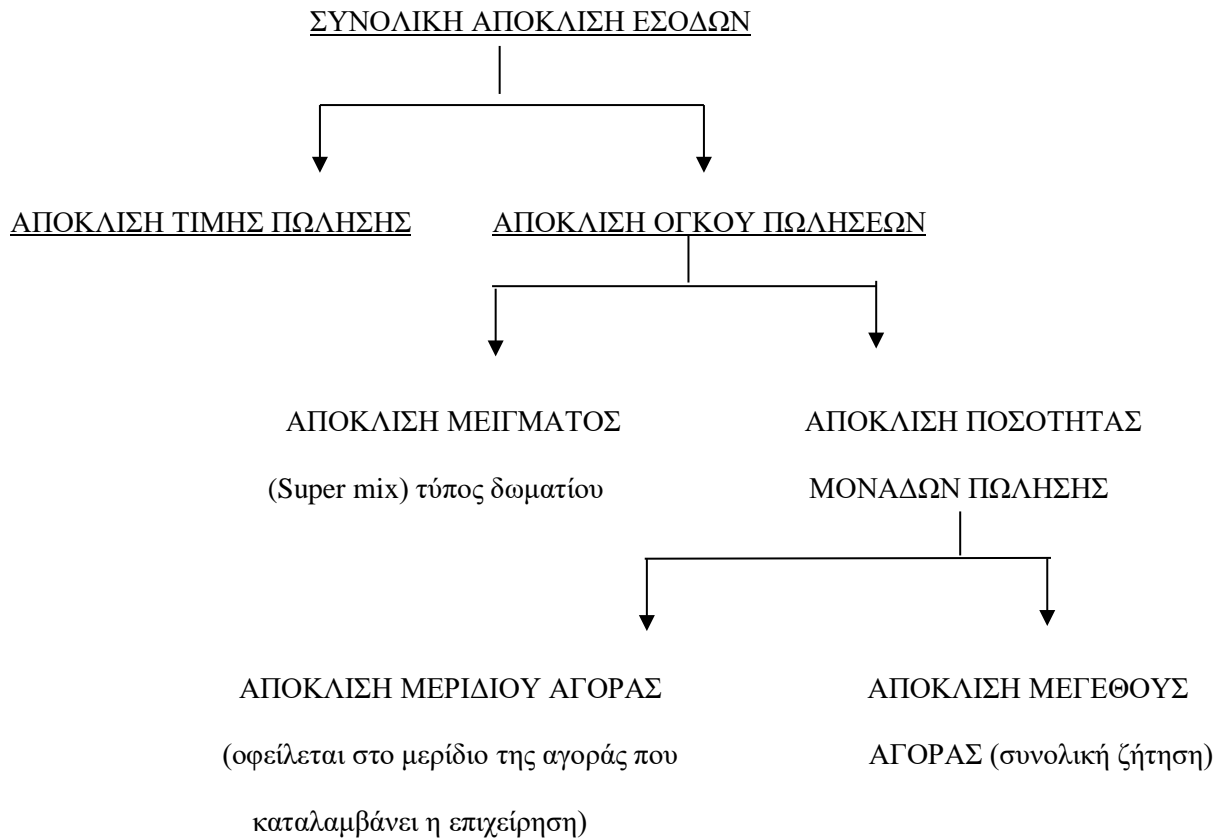 ΣΥΝΟΛΙΚΗ ΑΠΟΚΛΙΣΗ ΕΣΟΔΩΝ
ΑΠΟΚΛΙΣΗ ΤΙΜΗΣ ΠΩΛΗΣΗΣ
ΑΠΟΚΛΙΣΗ ΟΓΚΟΥ ΠΩΛΗΣΕΩΝ
ΑΠΟΚΛΙΣΗ ΜΕΙΓΜΑΤΟΣ
(Super mix) τύπος δωματίου
ΑΠΟΚΛΙΣΗ ΠΟΣΟΤΗΤΑΣ
ΜΟΝΑΔΩΝ ΠΩΛΗΣΗΣ
ΑΠΟΚΛΙΣΗ ΜΕΡΙΔΙΟΥ ΑΓΟΡΑΣ
(οφείλεται στο μερίδιο της αγοράς που
καταλαμβάνει η επιχείρηση)
ΑΠΟΚΛΙΣΗ ΜΕΓΕΘΟΥΣ
ΑΓΟΡΑΣ (συνολική ζήτηση)